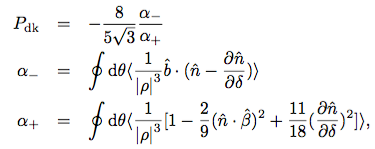 P_dk = − 8/(5√3) α₋/α₊
α₋ = ∮ dθ⟨ 1/|ρ|³ b̂ · (n̂ − ∂n̂/∂δ)⟩
α₊ = ∮ dθ⟨ 1/|ρ|³ [1 − 2/9 (n̂ · β̂)² + 11/18 (∂n̂/∂δ)²]⟩,